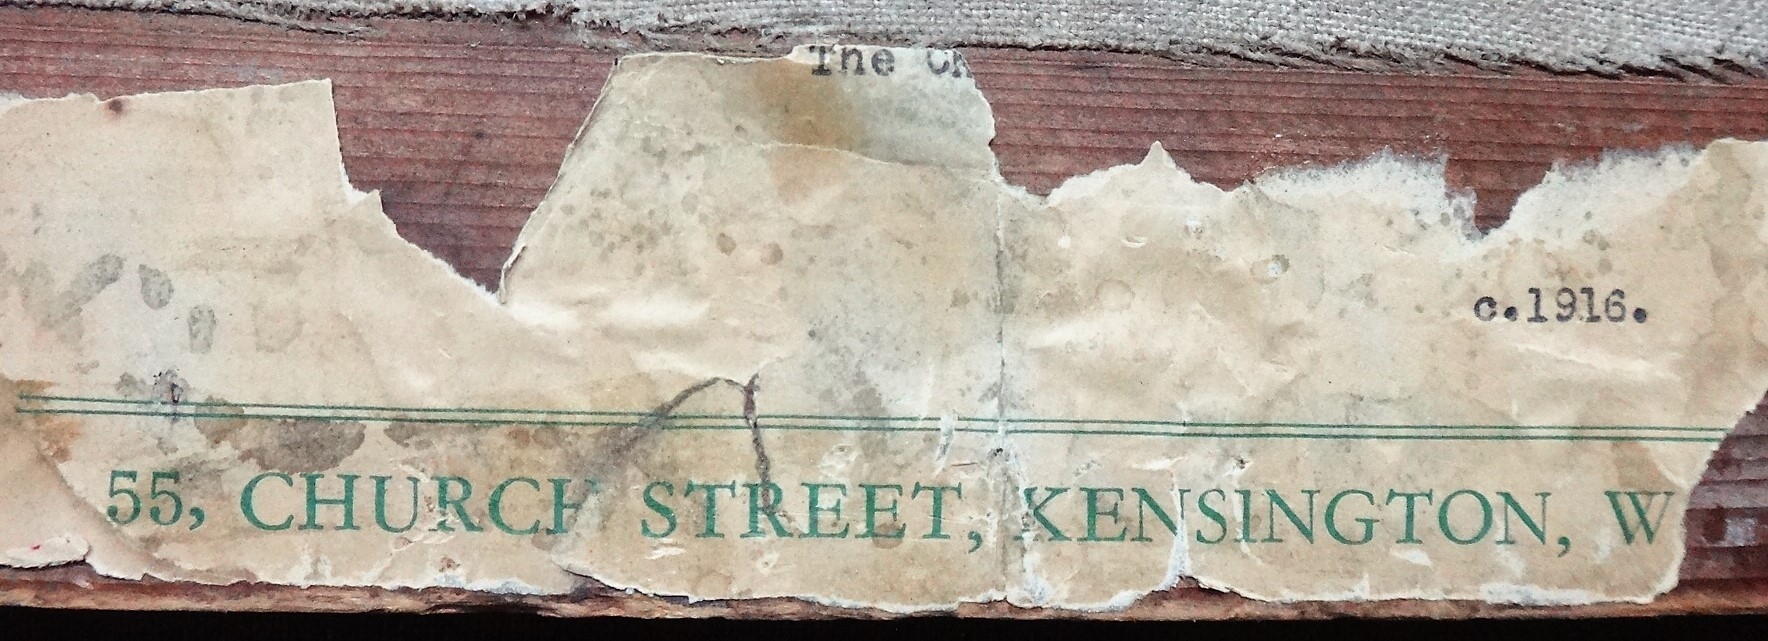 The Ch
c.1916.
55, CHURCH STREET, KENSINGTON, W